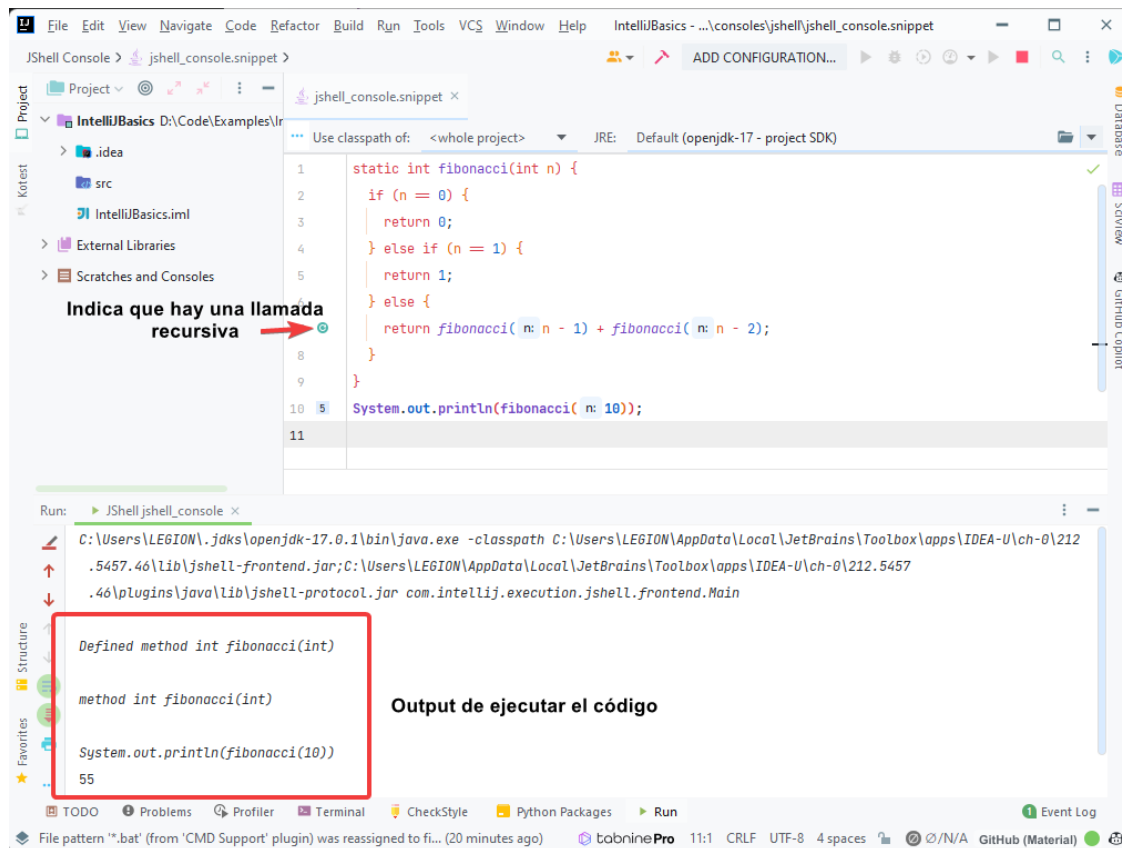 File Edit View Navigate Code Refactor Build Run Tools VCS Window Help IntelliJBasics - ...\consoles\jshell\jshell_console.snippet
JShell Console jshell_console.snippet ADD CONFIGURATION...
Project
jshell_console.snippet
IntelliJBasics D:\Code\Examples\Ir
.idea
src
IntelliJBasics.iml
External Libraries
Scratches and Consoles
Use classpath of: <whole project> JRE: Default (openjdk-17 - project SDK)
1 static int fibonacci(int n) {
2 if (n == 0) {
3 return 0;
4 } else if (n == 1) {
5 return 1;
6 } else {
return fibonacci( n: n - 1) + fibonacci( n: n - 2);
8 }
9 }
10 5 System.out.println(fibonacci( n: 10));
11
Indica que hay una llamada
recursiva
Project
Kotest
Structure
Favorites
Database
SciView
GitHub Copilot
Run: JShell jshell_console
C:\Users\LEGION\.jdks\openjdk-17.0.1\bin\java.exe -classpath C:\Users\LEGION\AppData\Local\JetBrains\Toolbox\apps\IDEA-U\ch-0\212
.5457.46\lib\jshell-frontend.jar;C:\Users\LEGION\AppData\Local\JetBrains\Toolbox\apps\IDEA-U\ch-0\212.5457
.46\plugins\java\lib\jshell-protocol.jar com.intellij.execution.jshell.frontend.Main
Defined method int fibonacci(int)
method int fibonacci(int)
System.out.println(fibonacci(10))
55
Output de ejecutar el código
TODO Problems Profiler Terminal CheckStyle Python Packages Run 1 Event Log
File pattern '*.bat' (from 'CMD Support' plugin) was reassigned to fi... (20 minutes ago) tabnine Pro 11:1 CRLF UTF-8 4 spaces Ø/N/A GitHub (Material)